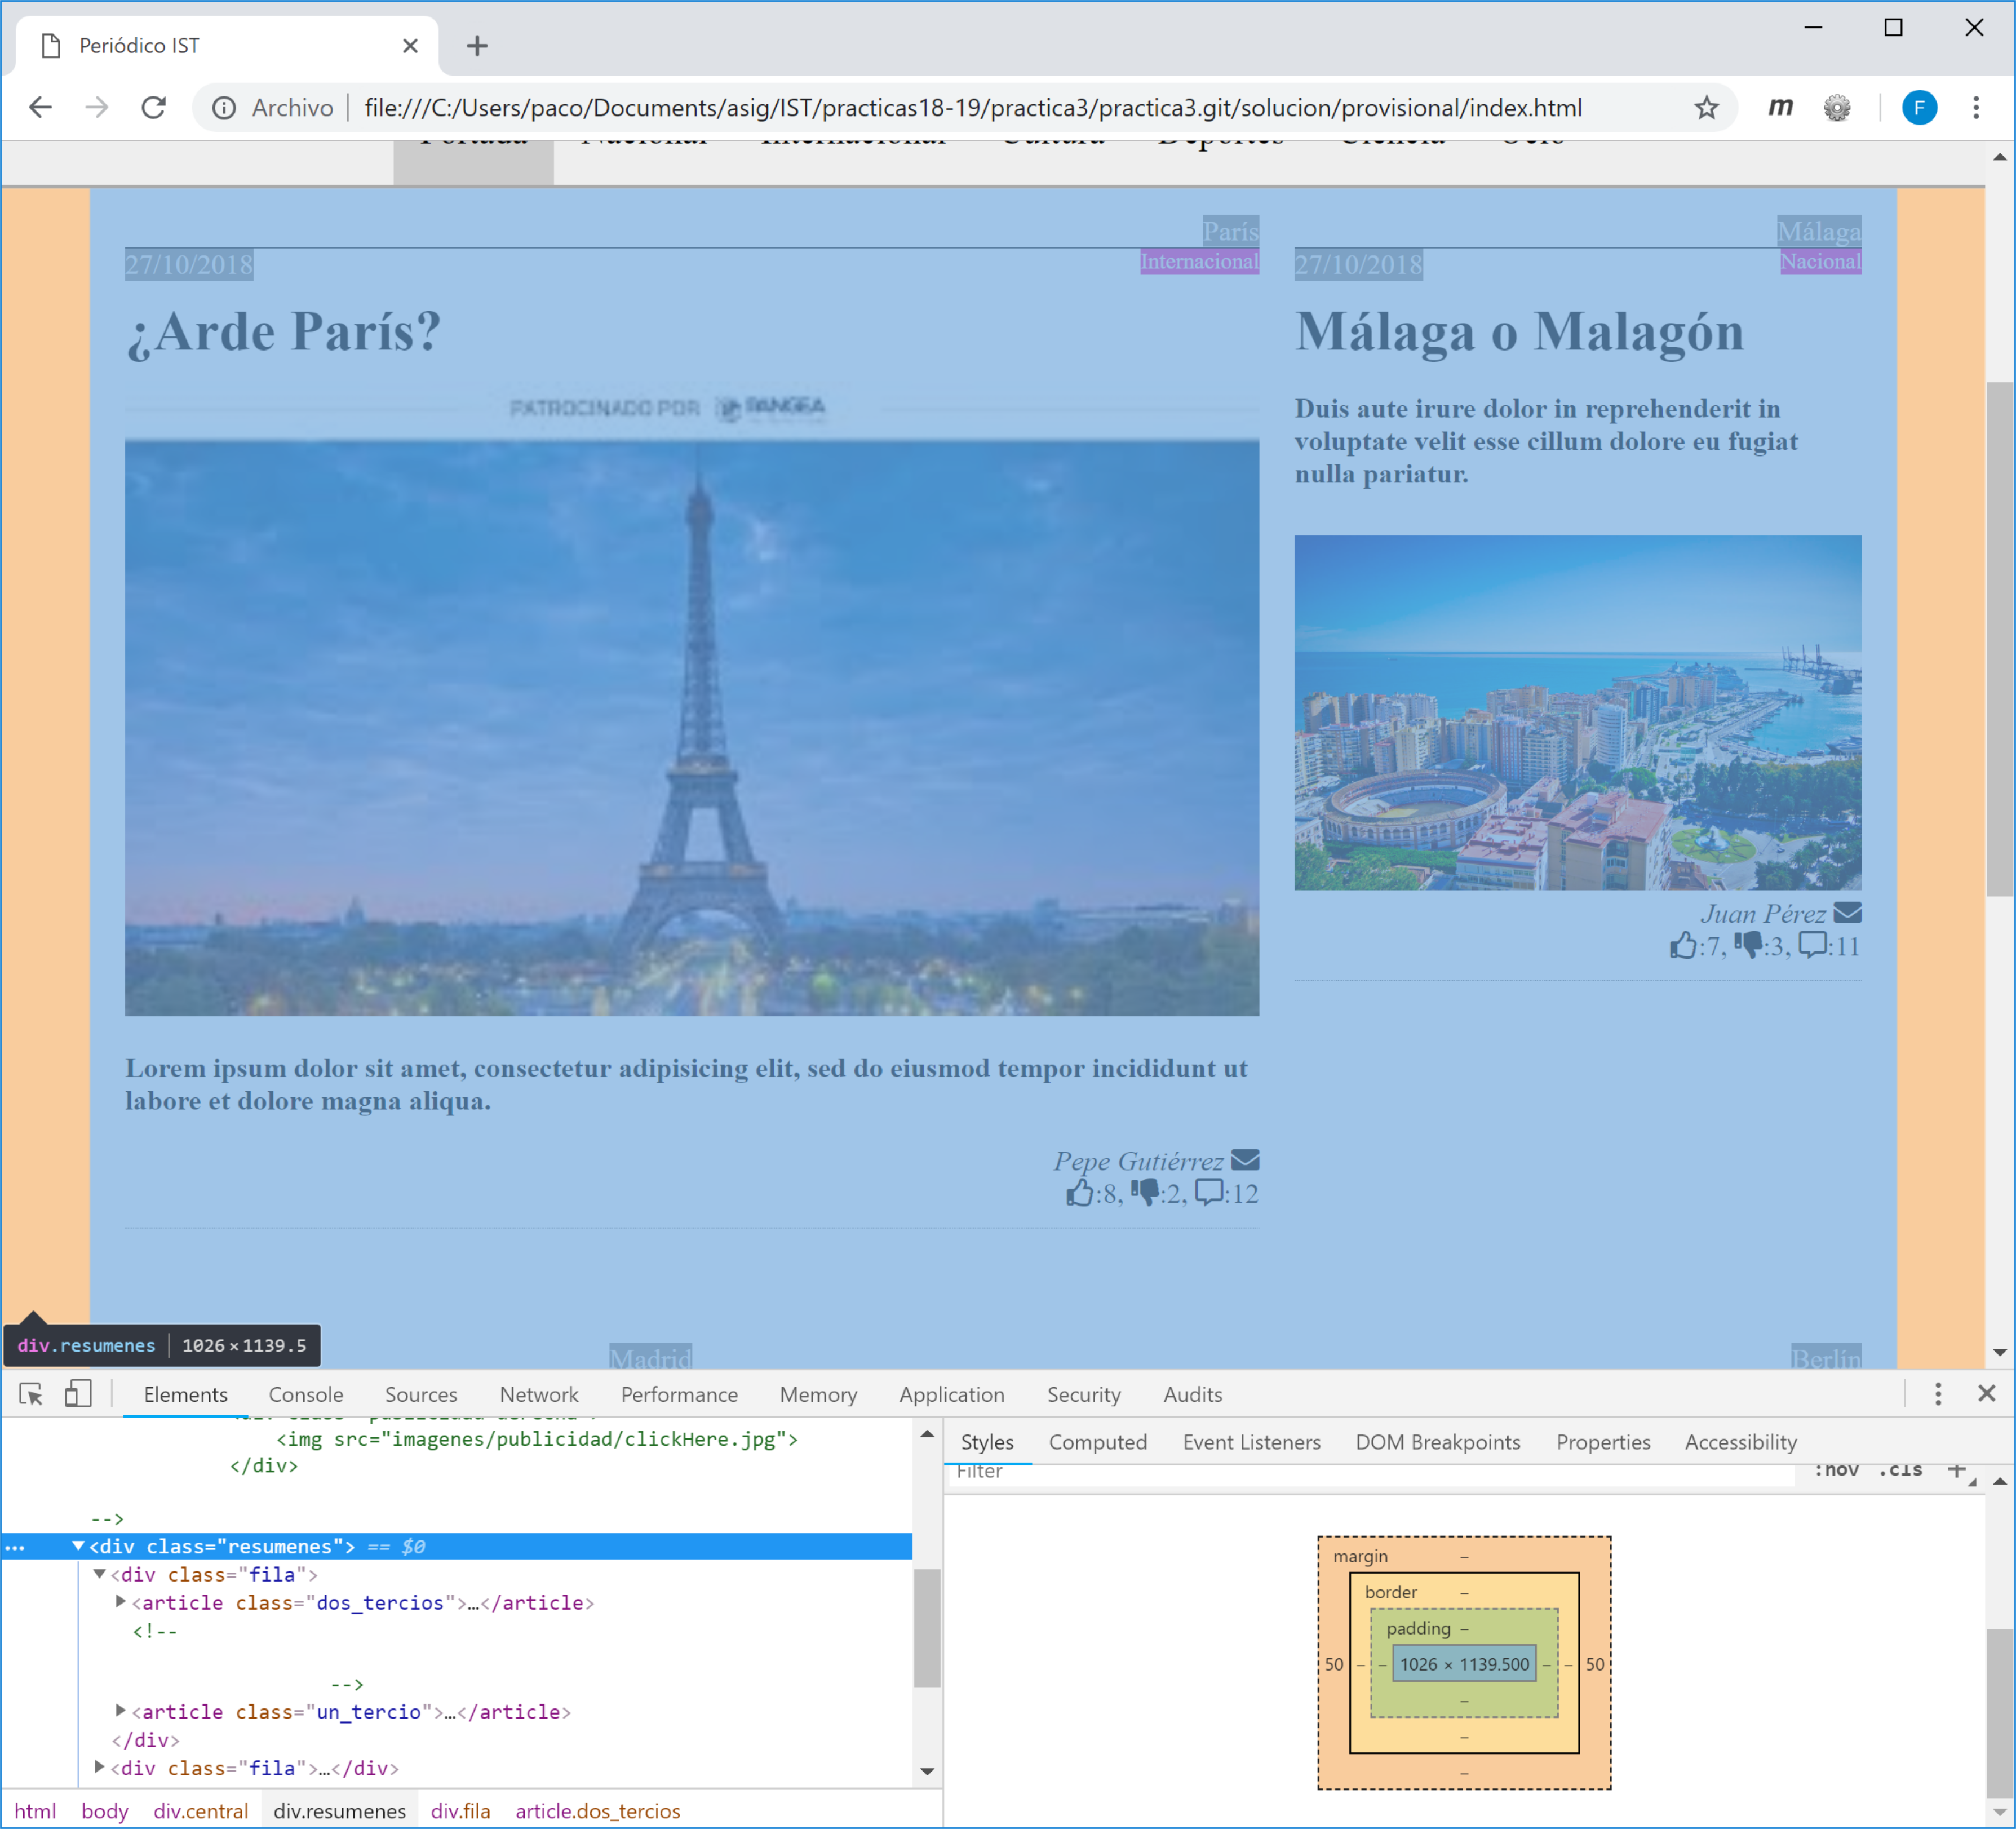 Periódico IST
Archivo file:///C:/Users/paco/Documents/asig/IST/practicas18-19/practica3/practica3.git/solucion/provisional/index.html
m
F
Portada Nacional Internacional Cultura Deportes Ciencia Ocio
París
27/10/2018 Internacional
¿Arde París?
PATROCINADO POR PANGEA
Lorem ipsum dolor sit amet, consectetur adipisicing elit, sed do eiusmod tempor incididunt ut
labore et dolore magna aliqua.
Pepe Gutiérrez
:8, :2, :12
Málaga
27/10/2018 Nacional
Málaga o Malagón
Duis aute irure dolor in reprehenderit in
voluptate velit esse cillum dolore eu fugiat
nulla pariatur.
Juan Pérez
:7, :3, :11
Madrid
Berlín
div.resumenes 1026×1139.5
Elements Console Sources Network Performance Memory Application Security Audits
<img src="imagenes/publicidad/clickHere.jpg">
</div>
-->
<div class="resumenes"> == $0
<div class="fila">
<article class="dos_tercios">…</article>
<!--
-->
<article class="un_tercio">…</article>
</div>
<div class="fila">…</div>
html body div.central div.resumenes div.fila article.dos_tercios
Styles Computed Event Listeners DOM Breakpoints Properties Accessibility
Filter :hov .cls +
margin –
border –
padding –
50 – – 1026 × 1139.500 – – 50
–
–
–